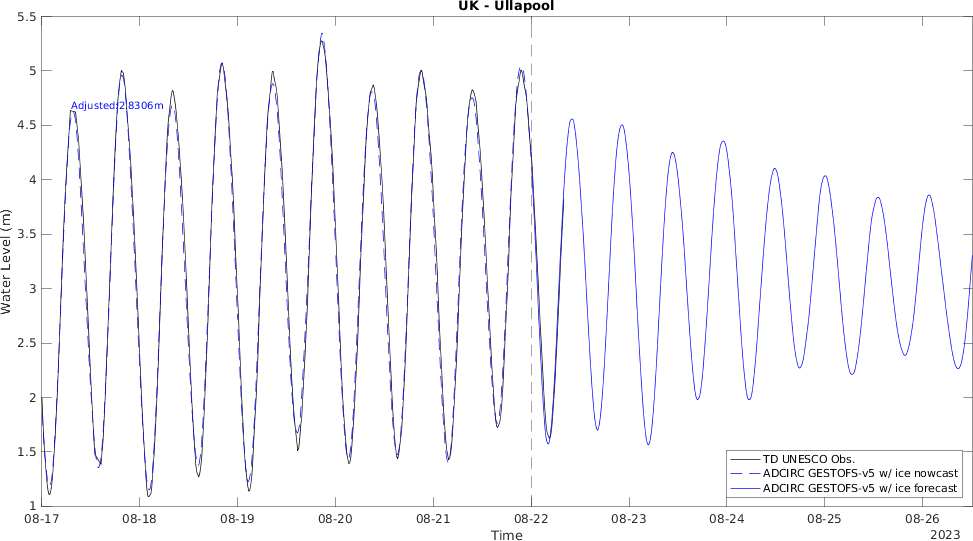 UK - Ullapool
5.5
5
4.5
4
3.5
3
2.5
2
1.5
1
Water Level (m)
Adjusted:2.8306m
TD UNESCO Obs.
ADCIRC GESTOFS-v5 w/ ice nowcast
ADCIRC GESTOFS-v5 w/ ice forecast
08-17 08-18 08-19 08-20 08-21 08-22 08-23 08-24 08-25 08-26
Time
2023